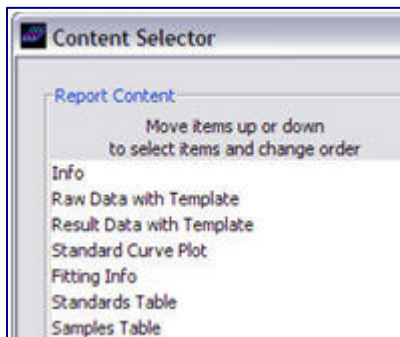 Content Selector
Report Content
Move items up or down
to select items and change order
Info
Raw Data with Template
Result Data with Template
Standard Curve Plot
Fitting Info
Standards Table
Samples Table